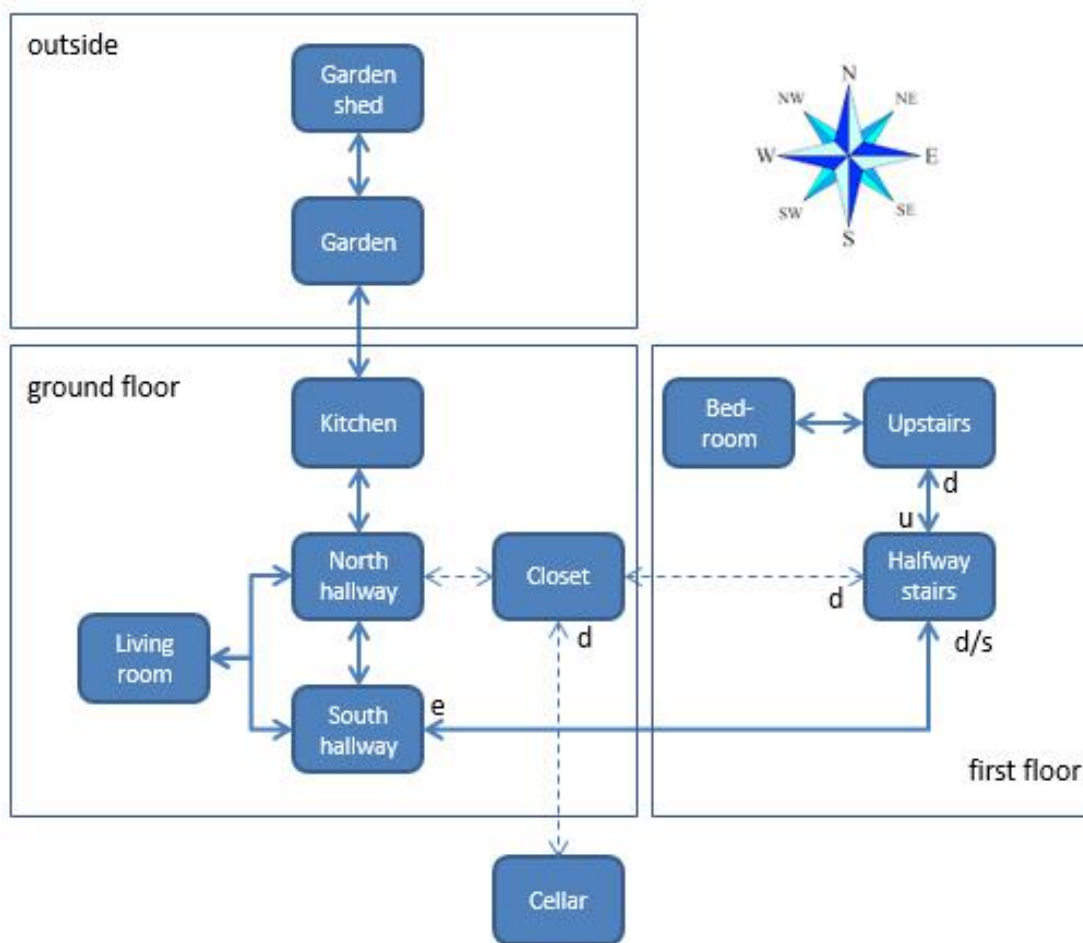 outside
Garden
shed
Garden
N
NW
NE
W
E
SW
SE
S
ground floor
Kitchen
Bed-
room
Upstairs
d
u
North
hallway
Closet
Halfway
stairs
d
d
d/s
Living
room
South
hallway
e
first floor
Cellar